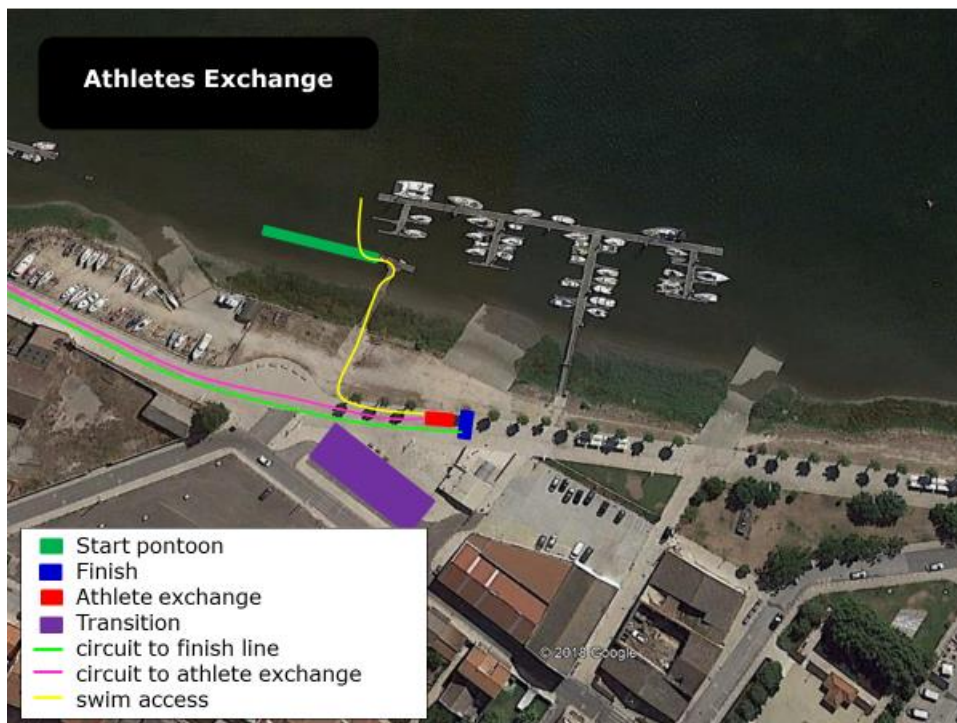 Athletes Exchange
Start pontoon
Finish
Athlete exchange
Transition
circuit to finish line
circuit to athlete exchange
swim access
© 2018 Google